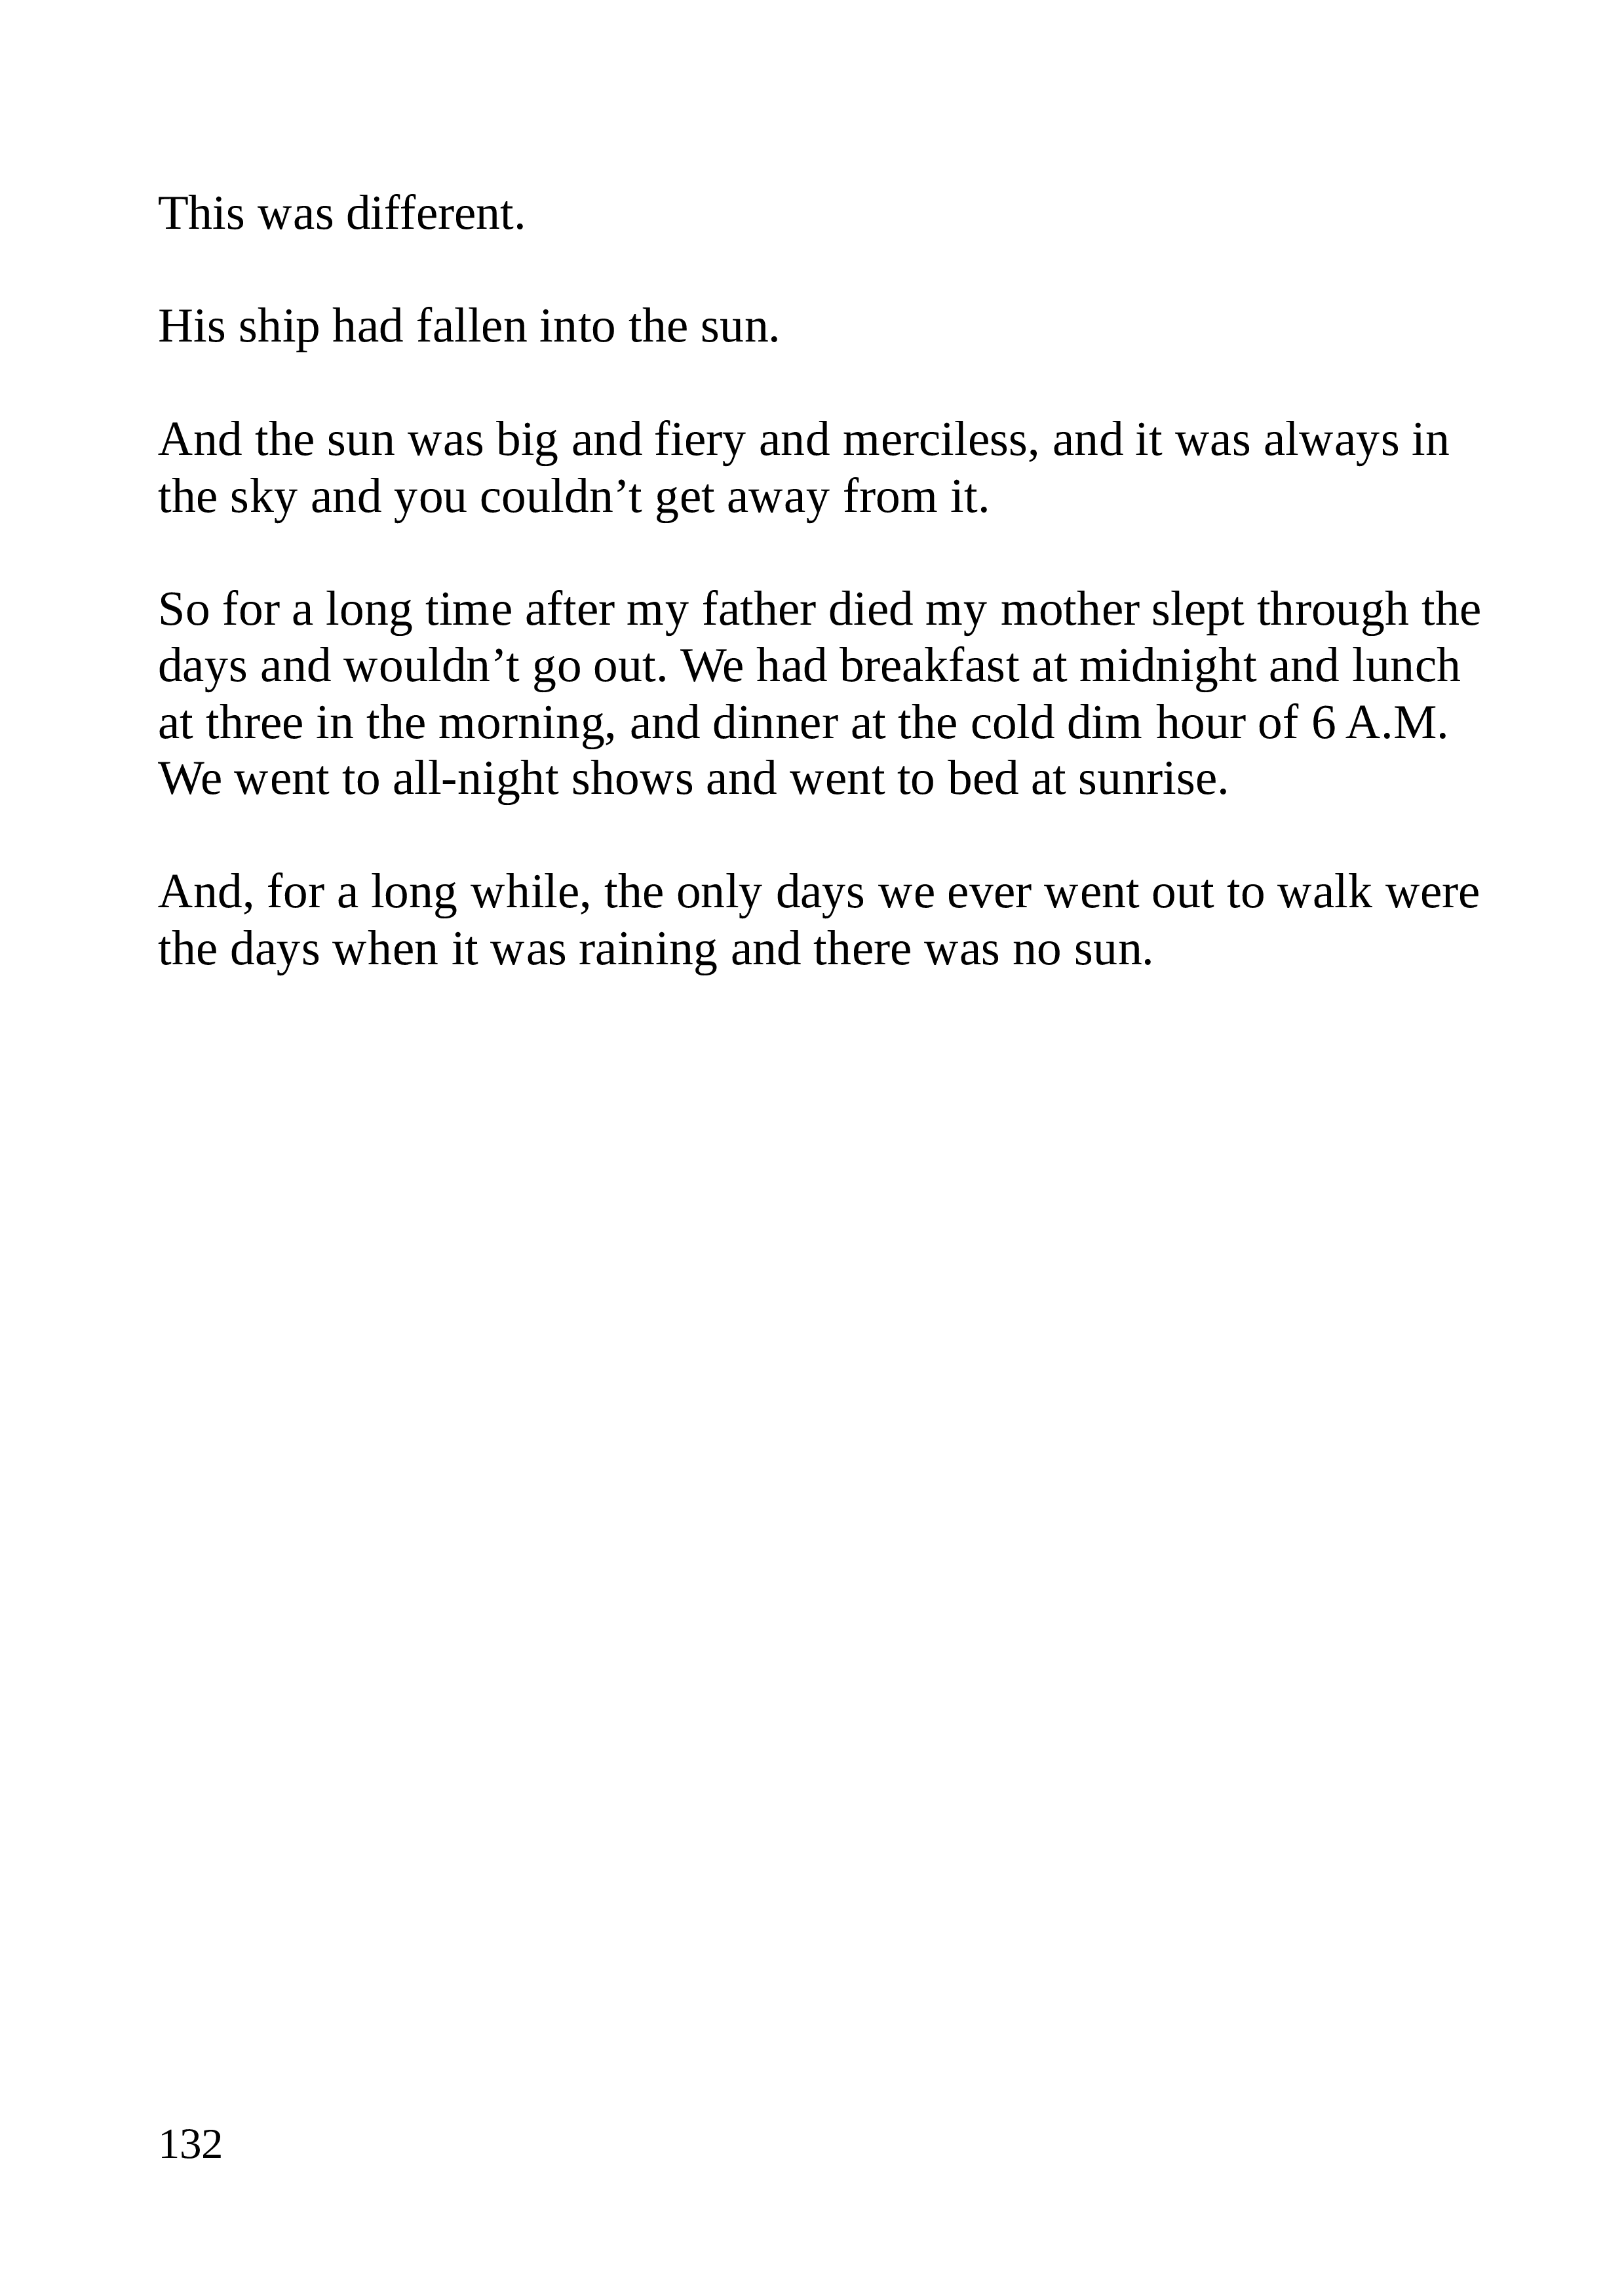 This was different.
His ship had fallen into the sun.
And the sun was big and fiery and merciless, and it was always in
the sky and you couldn’t get away from it.
So for a long time after my father died my mother slept through the
days and wouldn’t go out. We had breakfast at midnight and lunch
at three in the morning, and dinner at the cold dim hour of 6 A.M.
We went to all-night shows and went to bed at sunrise.
And, for a long while, the only days we ever went out to walk were
the days when it was raining and there was no sun.
132